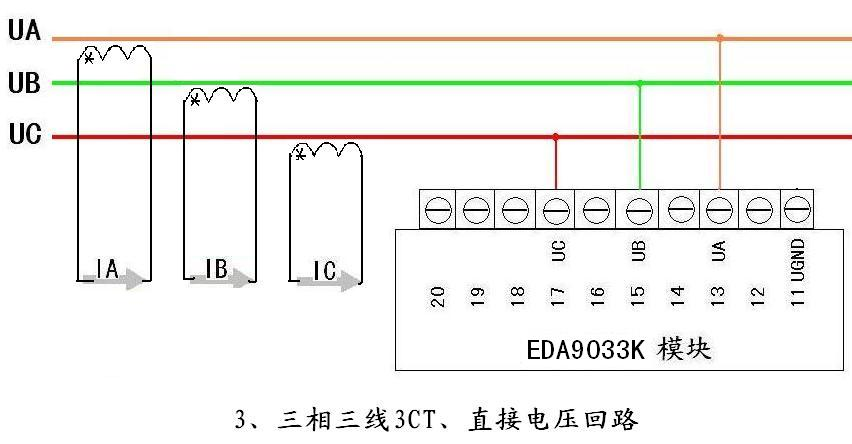 UA
UB
UC
*
*
*
IA
IB
IC
UC
UB
UA
UGND
20
19
18
17
16
15
14
13
12
11
EDA9033K 模块
3、三相三线3CT、直接电压回路